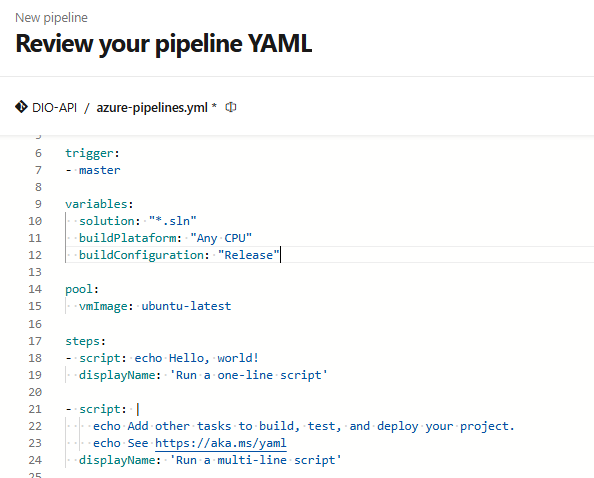 New pipeline
Review your pipeline YAML
DIO-API / azure-pipelines.yml *
5
6 trigger:
7 - master
8
9 variables:
10 solution: "*.sln"
11 buildPlataform: "Any CPU"
12 buildConfiguration: "Release"
13
14 pool:
15 vmImage: ubuntu-latest
16
17 steps:
18 - script: echo Hello, world!
19 displayName: 'Run a one-line script'
20
21 - script: |
22 echo Add other tasks to build, test, and deploy your project.
23 echo See https://aka.ms/yaml
24 displayName: 'Run a multi-line script'
25